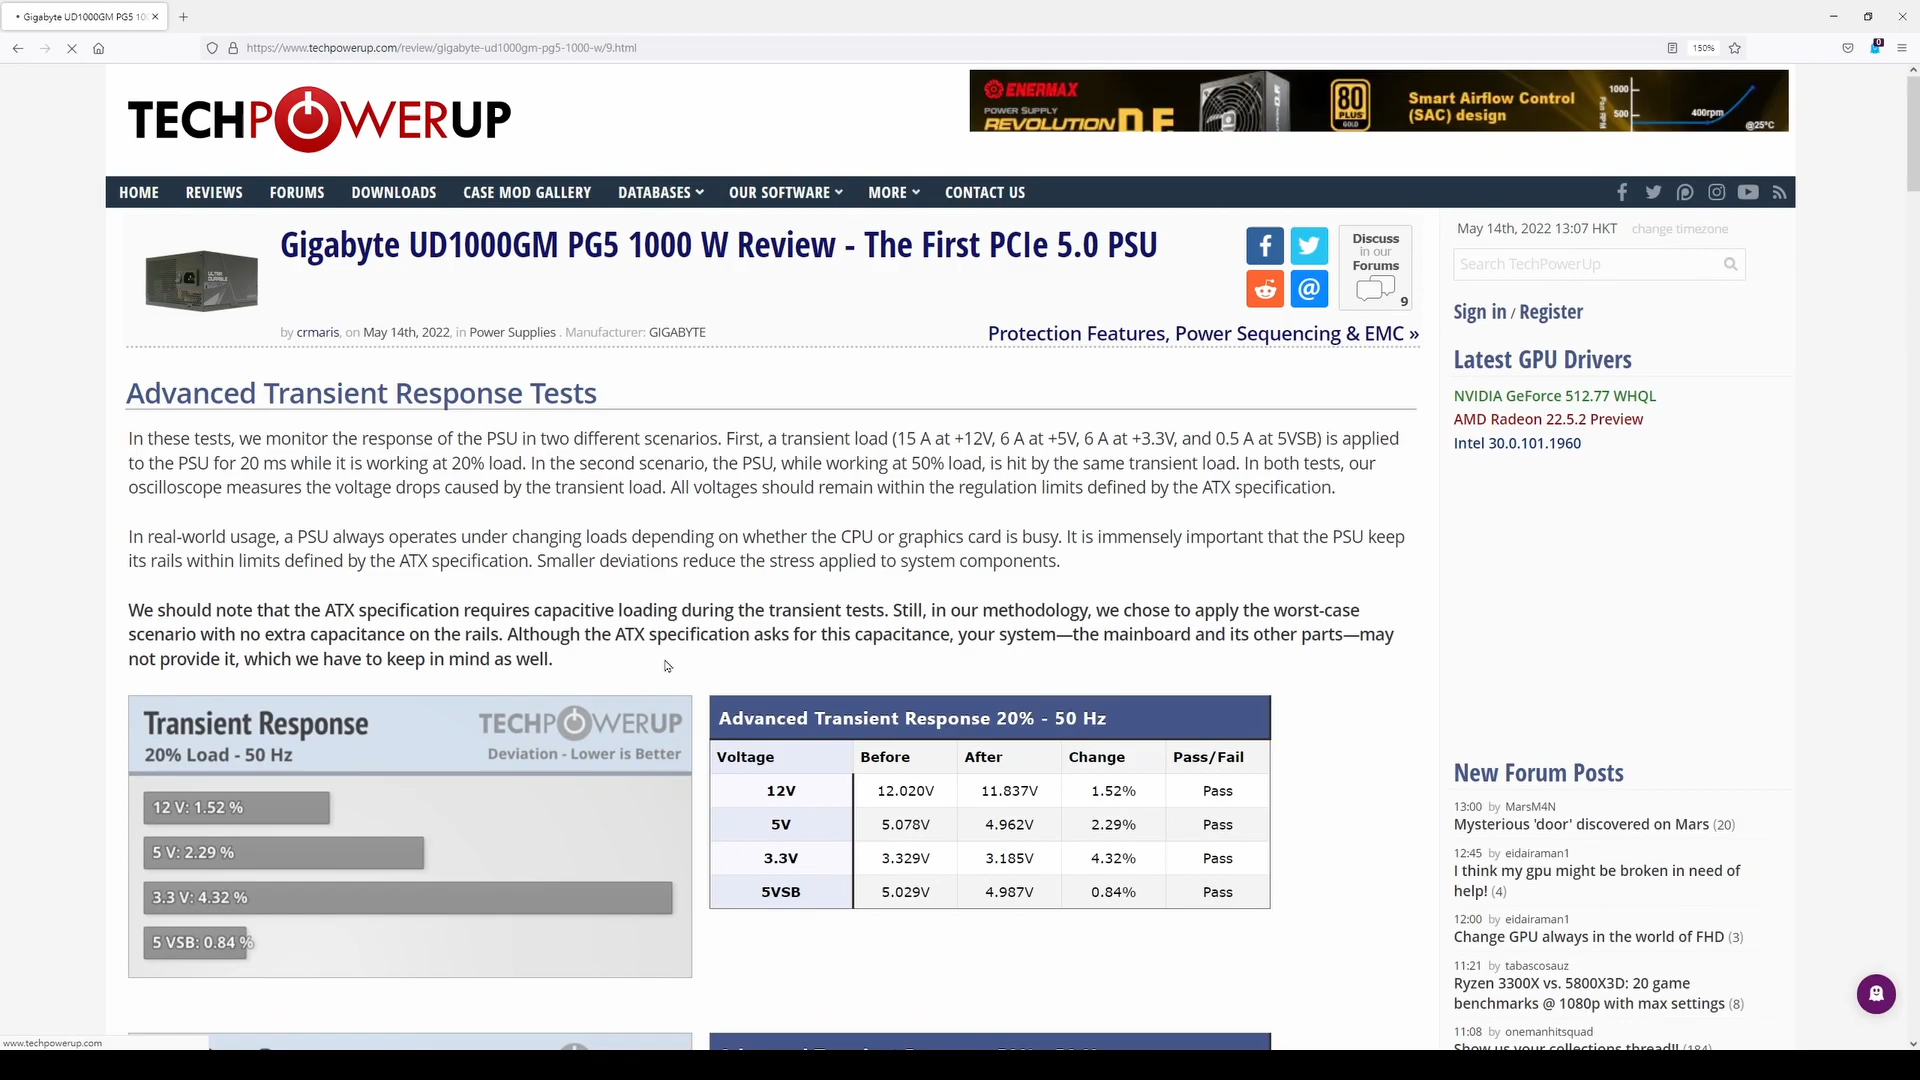 Gigabyte UD1000GM PG5 100
https://www.techpowerup.com/review/gigabyte-ud1000gm-pg5-1000-w/9.html
150%
0
TECHPOWERUP
ENERMAX
POWER SUPPLY
REVOLUTION D.F
80
PLUS
GOLD
Smart Airflow Control
(SAC) design
Fan RPM
1000
500
400rpm
@25°C
HOME
REVIEWS
FORUMS
DOWNLOADS
CASE MOD GALLERY
DATABASES
OUR SOFTWARE
MORE
CONTACT US
Gigabyte UD1000GM PG5 1000 W Review - The First PCIe 5.0 PSU
by crmaris, on May 14th, 2022, in Power Supplies . Manufacturer: GIGABYTE
Discuss
in our
Forums
9
Protection Features, Power Sequencing & EMC »
Advanced Transient Response Tests
In these tests, we monitor the response of the PSU in two different scenarios. First, a transient load (15 A at +12V, 6 A at +5V, 6 A at +3.3V, and 0.5 A at 5VSB) is applied
to the PSU for 20 ms while it is working at 20% load. In the second scenario, the PSU, while working at 50% load, is hit by the same transient load. In both tests, our
oscilloscope measures the voltage drops caused by the transient load. All voltages should remain within the regulation limits defined by the ATX specification.
In real-world usage, a PSU always operates under changing loads depending on whether the CPU or graphics card is busy. It is immensely important that the PSU keep
its rails within limits defined by the ATX specification. Smaller deviations reduce the stress applied to system components.
We should note that the ATX specification requires capacitive loading during the transient tests. Still, in our methodology, we chose to apply the worst-case
scenario with no extra capacitance on the rails. Although the ATX specification asks for this capacitance, your system—the mainboard and its other parts—may
not provide it, which we have to keep in mind as well.
Transient Response
20% Load - 50 Hz
TECHPOWERUP
Deviation - Lower is Better
12 V: 1.52 %
5 V: 2.29 %
3.3 V: 4.32 %
5 VSB: 0.84 %
Advanced Transient Response 20% - 50 Hz
Voltage Before After Change Pass/Fail
12V 12.020V 11.837V 1.52% Pass
5V 5.078V 4.962V 2.29% Pass
3.3V 3.329V 3.185V 4.32% Pass
5VSB 5.029V 4.987V 0.84% Pass
May 14th, 2022 13:07 HKT change timezone
Search TechPowerUp
Sign in / Register
Latest GPU Drivers
NVIDIA GeForce 512.77 WHQL
AMD Radeon 22.5.2 Preview
Intel 30.0.101.1960
New Forum Posts
13:00 by MarsM4N
Mysterious 'door' discovered on Mars (20)
12:45 by eidairaman1
I think my gpu might be broken in need of
help! (4)
12:00 by eidairaman1
Change GPU always in the world of FHD (3)
11:21 by tabascosauz
Ryzen 3300X vs. 5800X3D: 20 game
benchmarks @ 1080p with max settings (8)
11:08 by onemanhitsquad
Show us your collections thread!! (184)
www.techpowerup.com